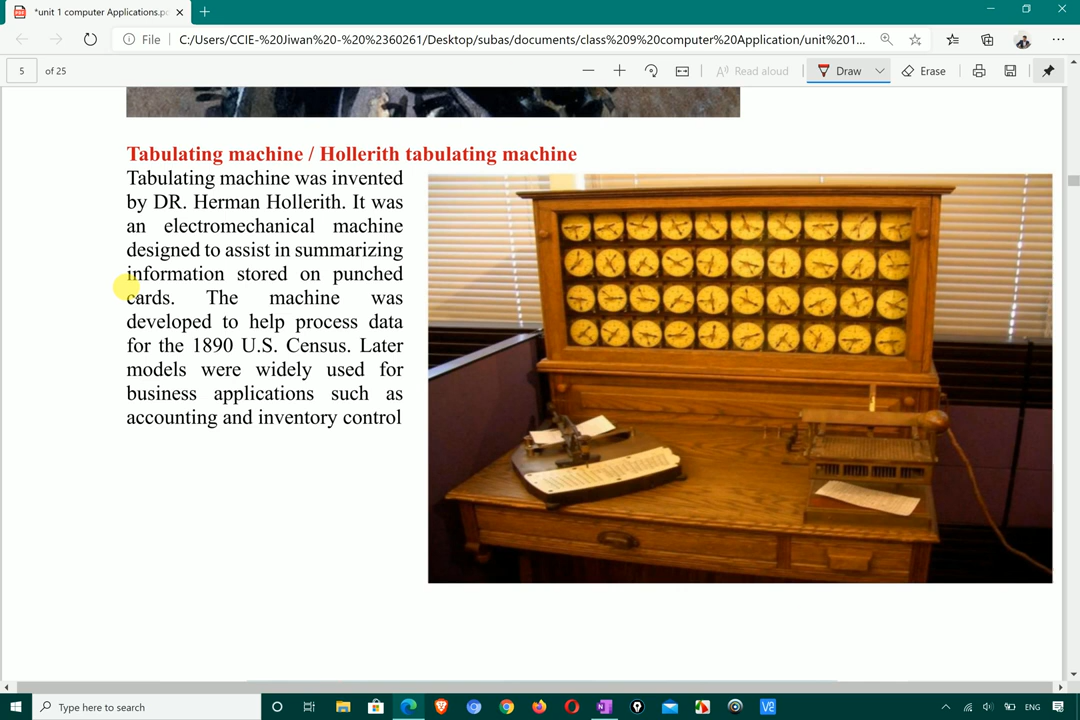 *unit 1 computer Applications.p
File
C:/Users/CCIE-%20Jiwan%20-%20%2360261/Desktop/subas/documents/class%209%20computer%20Application/unit%201...
5
of 25
Read aloud
Draw
Erase
Tabulating machine / Hollerith tabulating machine
Tabulating machine was invented
by DR. Herman Hollerith. It was
an electromechanical machine
designed to assist in summarizing
information stored on punched
cards. The machine was
developed to help process data
for the 1890 U.S. Census. Later
models were widely used for
business applications such as
accounting and inventory control
Type here to search
ENG